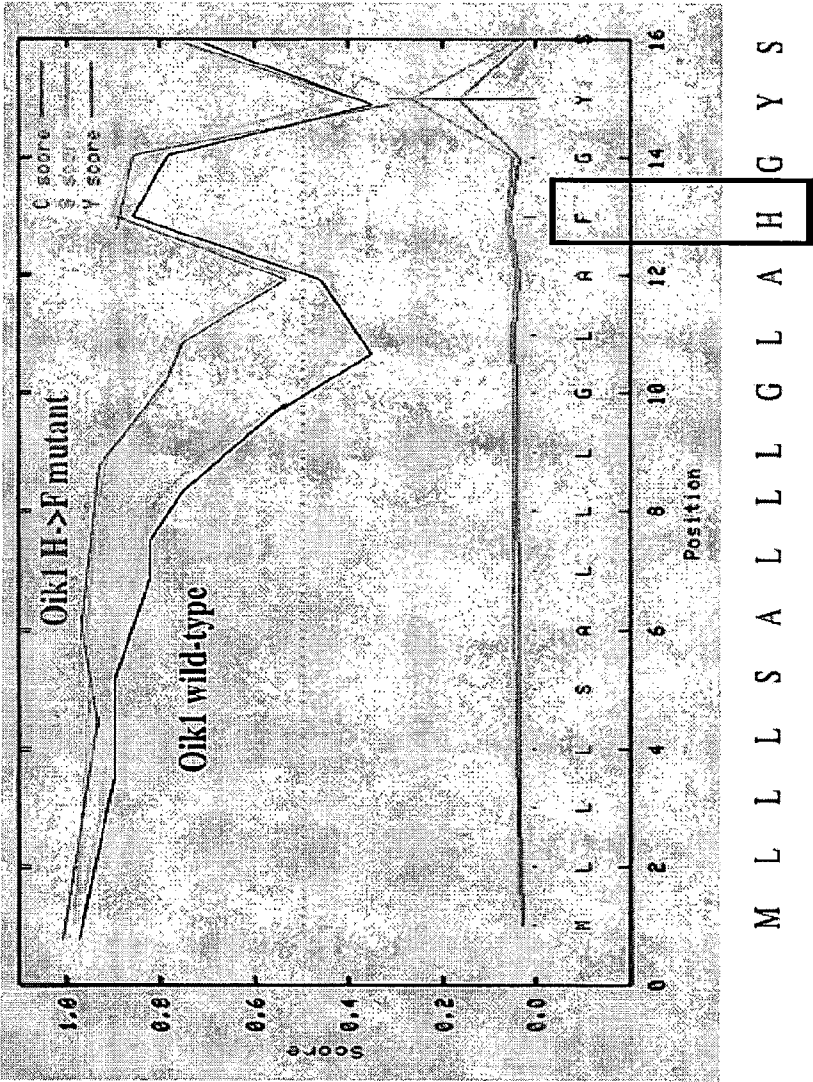 C score
S score
Y score
Oik1 H->F mutant
Oik1 wild-type
score
1.0
0.8
0.6
0.4
0.2
0.0
M L L L S A L L L G L A F G Y S
0 2 4 6 8 10 12 14 16
Position
M L L L S A L L L G L A H G Y S